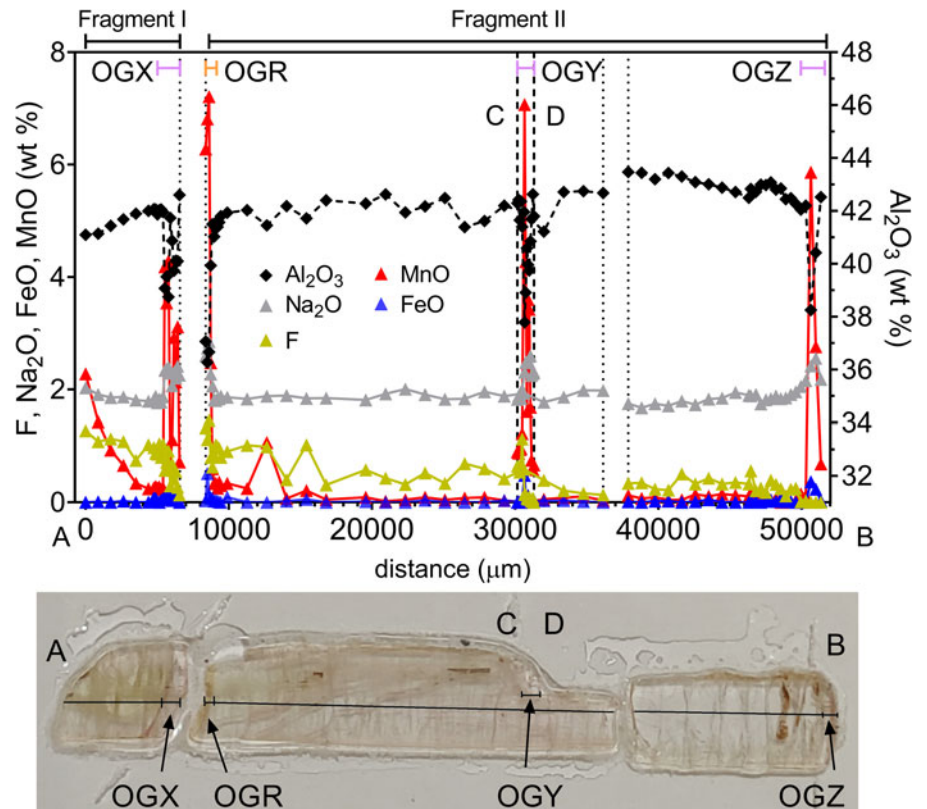 Fragment I Fragment II
8 48
OGX OGR OGY OGZ
46
C D
6 44
42
4 40
Al₂O₃ MnO
Na₂O FeO
38
F
2 36
34
32
0
A 0 10000 20000 30000 40000 50000 B
distance (μm)
F, Na₂O, FeO, MnO (wt %)
Al₂O₃ (wt %)
A C D B
OGX OGR OGY OGZ